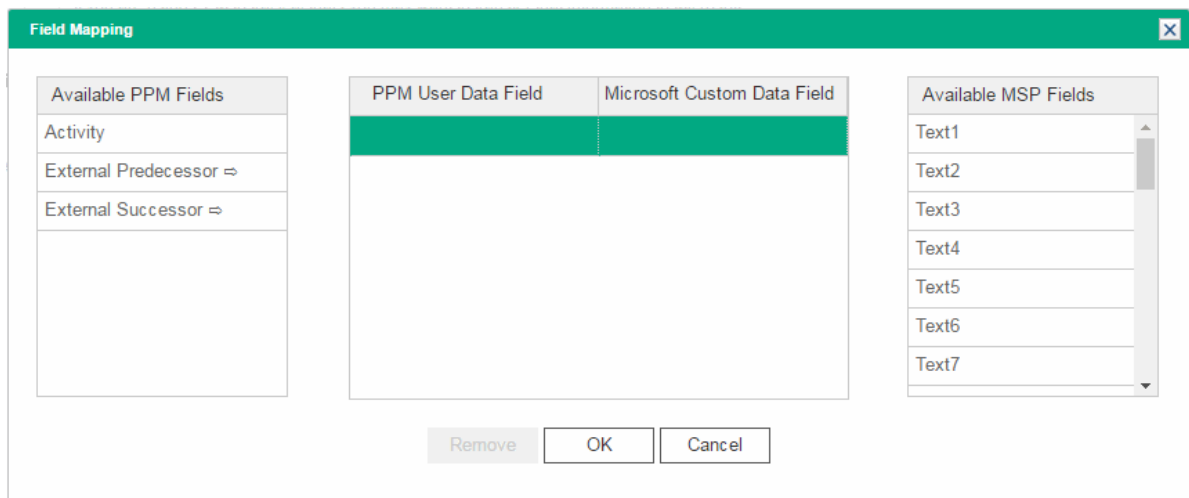 Field Mapping
Available PPM Fields
Activity
External Predecessor ⇨
External Successor ⇨
PPM User Data Field
Microsoft Custom Data Field
Available MSP Fields
Text1
Text2
Text3
Text4
Text5
Text6
Text7
Remove
OK
Cancel